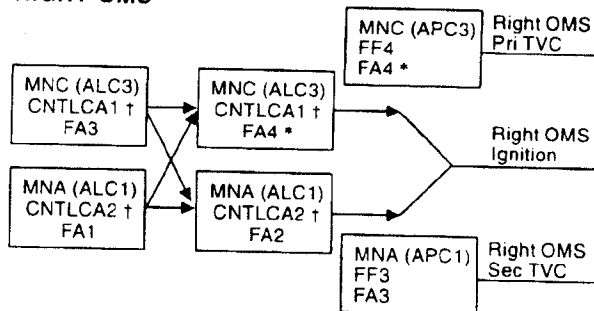 RIGHT OMS
MNC (APC3)
FF4
FA4 *
Right OMS
Pri TVC
MNC (ALC3)
CNTLCA1 †
FA3
MNC (ALC3)
CNTLCA1 †
FA4 *
Right OMS
Ignition
MNA (ALC1)
CNTLCA2 †
FA1
MNA (ALC1)
CNTLCA2 †
FA2
MNA (APC1)
FF3
FA3
Right OMS
Sec TVC